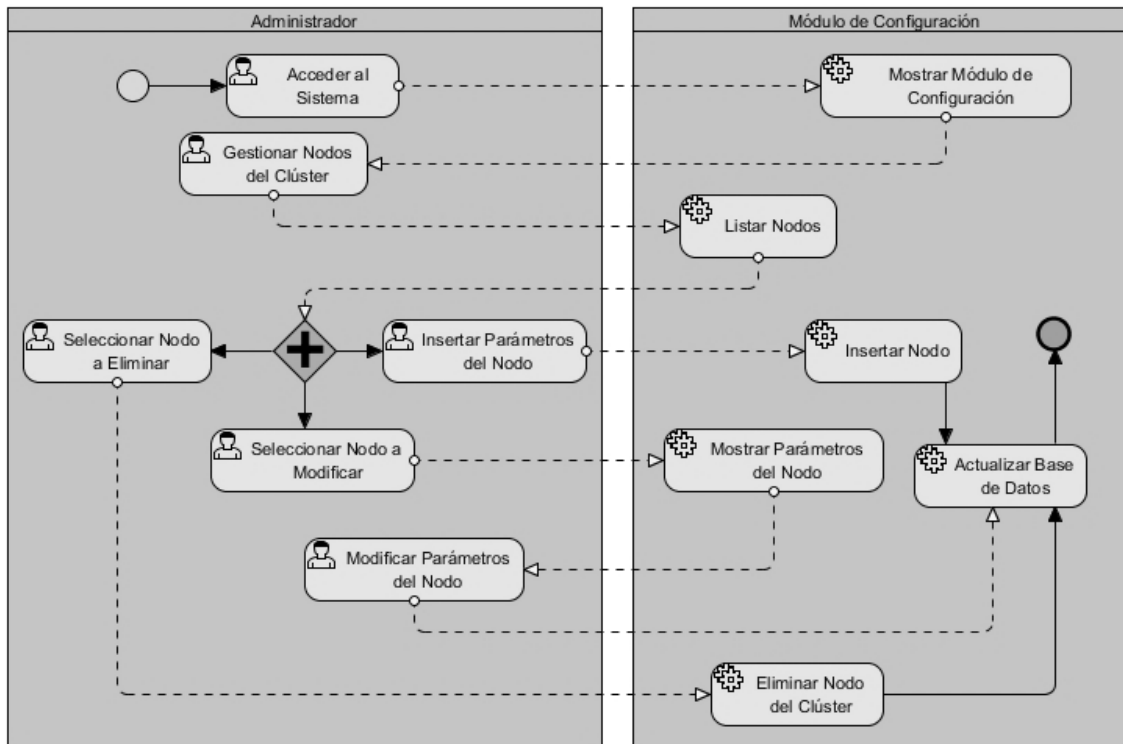 Administrador
Módulo de Configuración
Acceder al
Sistema
Mostrar Módulo de
Configuración
Gestionar Nodos
del Clúster
Listar Nodos
Seleccionar Nodo
a Eliminar
Insertar Parámetros
del Nodo
Insertar Nodo
Seleccionar Nodo a
Modificar
Mostrar Parámetros
del Nodo
Actualizar Base
de Datos
Modificar Parámetros
del Nodo
Eliminar Nodo
del Clúster